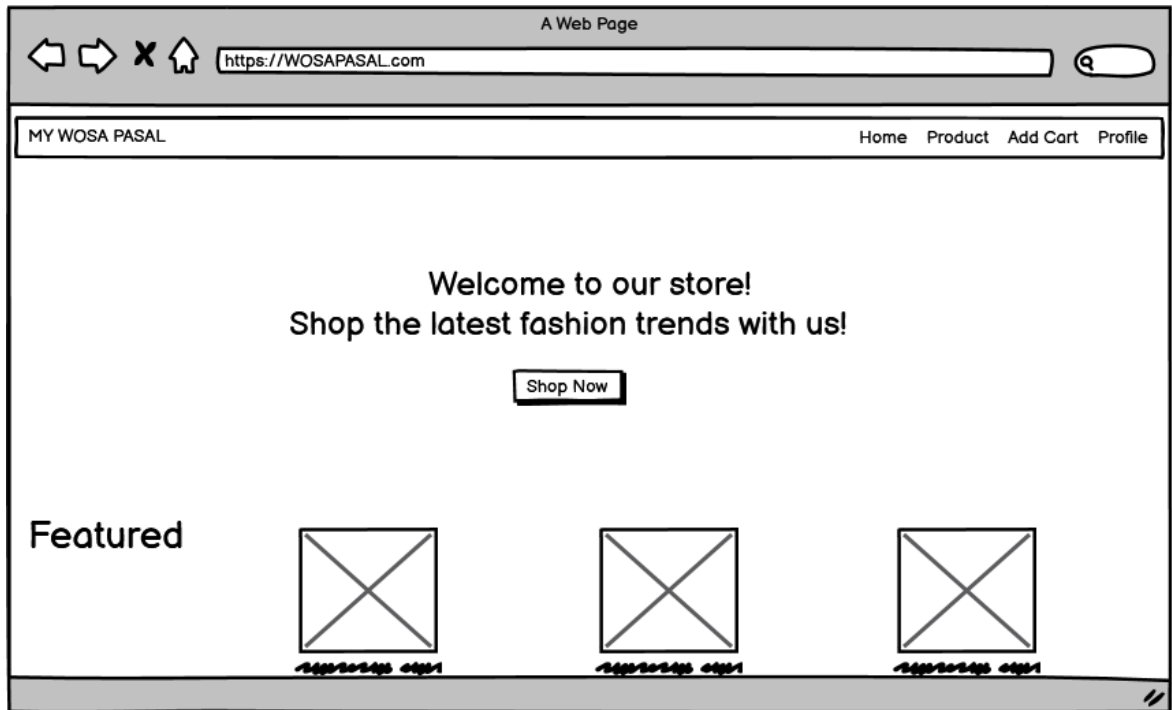 A Web Page
https://WOSAPASAL.com
MY WOSA PASAL
Home Product Add Cart Profile
Welcome to our store!
Shop the latest fashion trends with us!
Shop Now
Featured